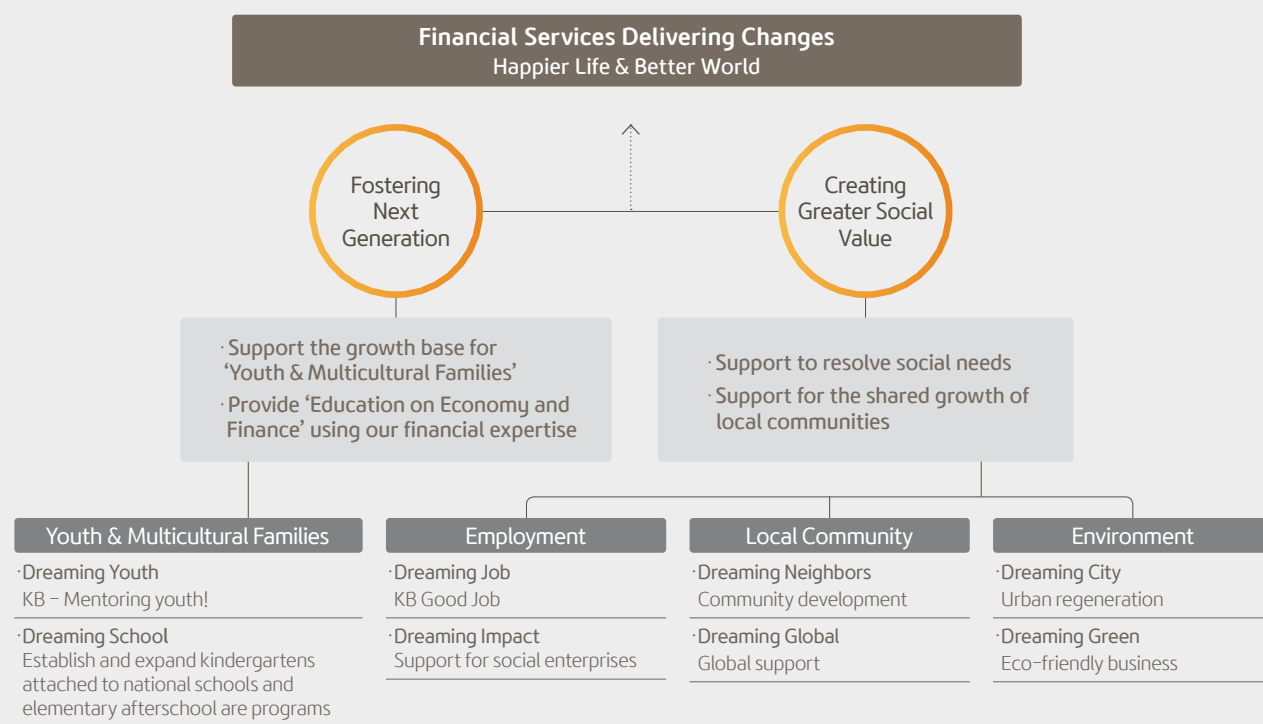 Financial Services Delivering Changes
Happier Life & Better World
Fostering
Next
Generation
Creating
Greater Social
Value
· Support the growth base for
‘Youth & Multicultural Families’
· Provide ‘Education on Economy and
Finance’ using our financial expertise
· Support to resolve social needs
· Support for the shared growth of
local communities
Youth & Multicultural Families
· Dreaming Youth
KB - Mentoring youth!
· Dreaming School
Establish and expand kindergartens
attached to national schools and
elementary afterschool are programs
Employment
· Dreaming Job
KB Good Job
· Dreaming Impact
Support for social enterprises
Local Community
· Dreaming Neighbors
Community development
· Dreaming Global
Global support
Environment
· Dreaming City
Urban regeneration
· Dreaming Green
Eco-friendly business